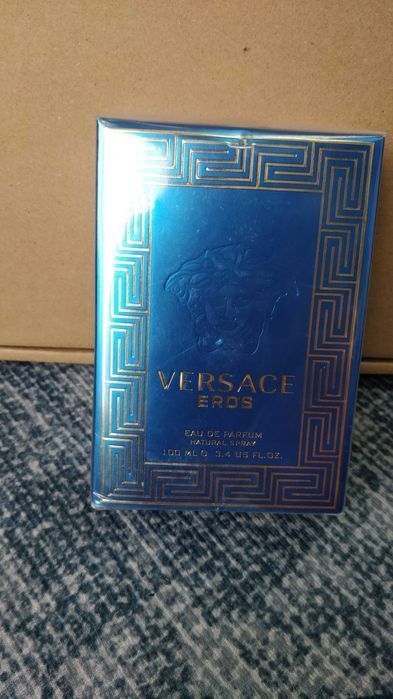 VERSACE
EROS
EAU DE PARFUM
NATURAL SPRAY
100 ML ℮ 3.4 US FL.OZ.